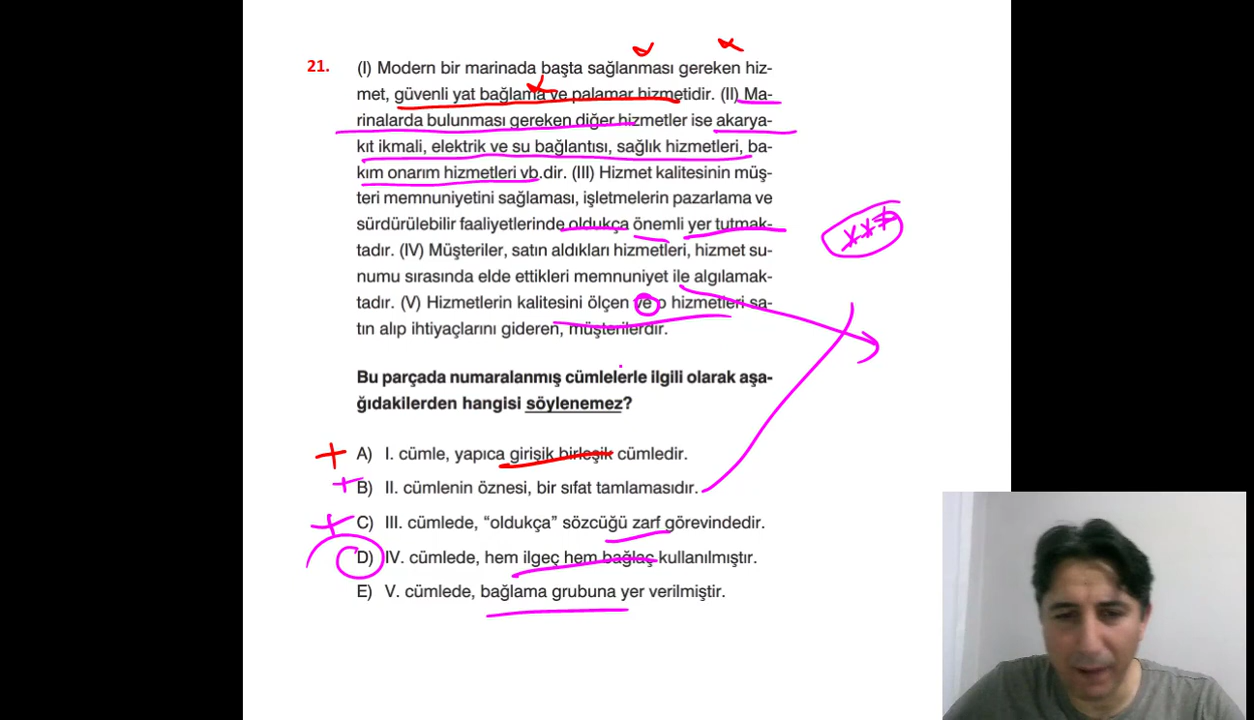 21. (I) Modern bir marinada başta sağlanması gereken hiz-
met, güvenli yat bağlama ve palamar hizmetidir. (II) Ma-
rinalarda bulunması gereken diğer hizmetler ise akarya-
kıt ikmali, elektrik ve su bağlantısı, sağlık hizmetleri, ba-
kım onarım hizmetleri vb.dir. (III) Hizmet kalitesinin müş-
teri memnuniyetini sağlaması, işletmelerin pazarlama ve
sürdürülebilir faaliyetlerinde oldukça önemli yer tutmak-
tadır. (IV) Müşteriler, satın aldıkları hizmetleri, hizmet su-
numu sırasında elde ettikleri memnuniyet ile algılamak-
tadır. (V) Hizmetlerin kalitesini ölçen ve o hizmetleri sa-
tın alıp ihtiyaçlarını gideren, müşterilerdir.
Bu parçada numaralanmış cümlelerle ilgili olarak aşa-
ğıdakilerden hangisi söylenemez?
A) I. cümle, yapıca girişik birleşik cümledir.
B) II. cümlenin öznesi, bir sıfat tamlamasıdır.
C) III. cümlede, “oldukça” sözcüğü zarf görevindedir.
D) IV. cümlede, hem ilgeç hem bağlaç kullanılmıştır.
E) V. cümlede, bağlama grubuna yer verilmiştir.